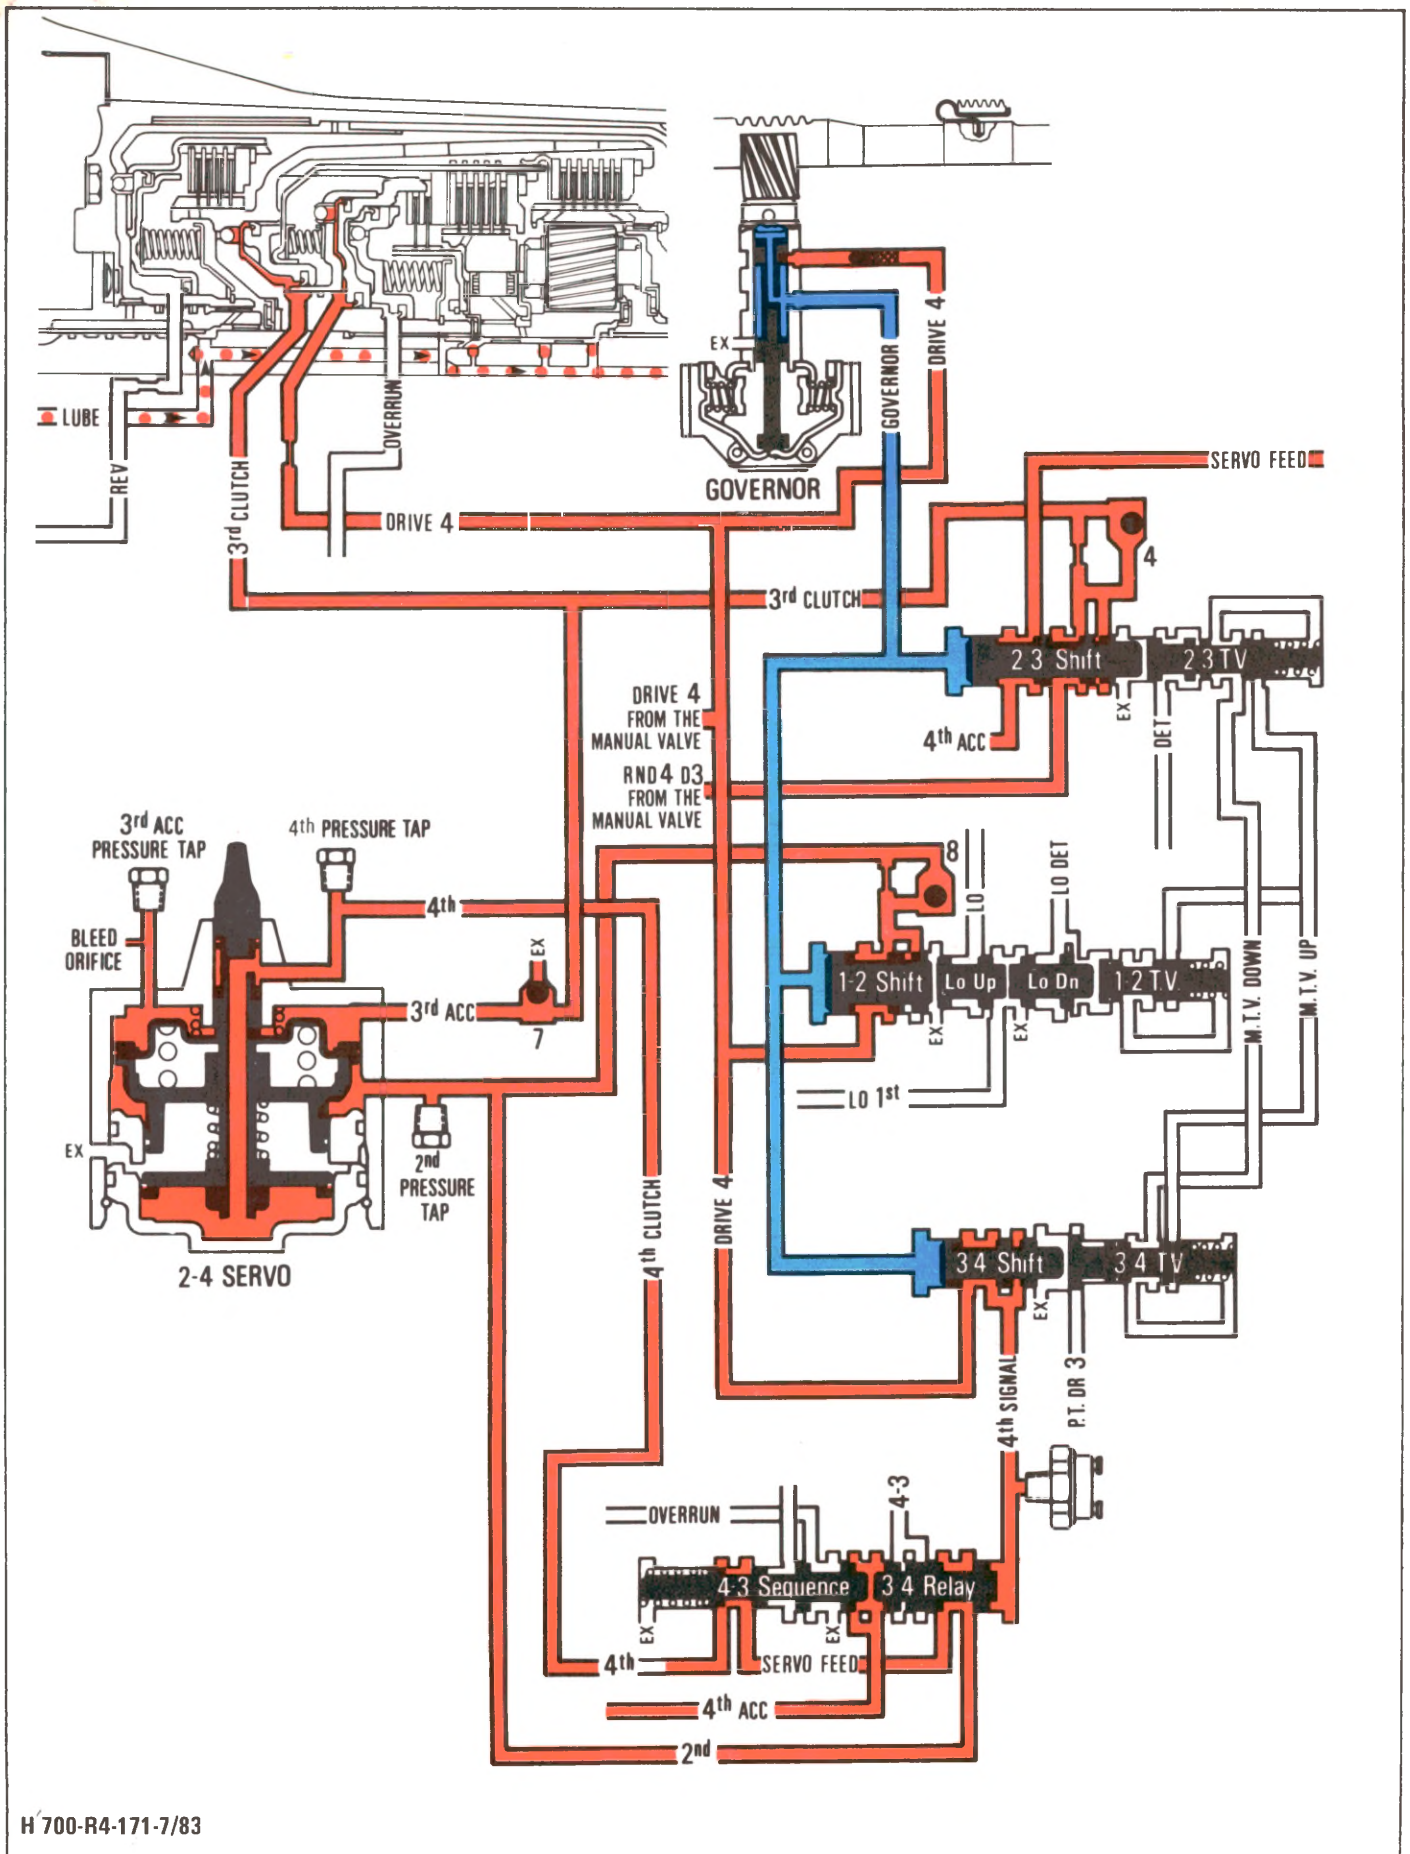 LUBE
REV
OVERRUN
3rd CLUTCH
DRIVE 4
EX
GOVERNOR
GOVERNOR
DRIVE 4
SERVO FEED
4
3rd CLUTCH
2 3 Shift
2 3 TV
EX
4th ACC
DET
DRIVE 4
FROM THE
MANUAL VALVE
RND4 D3
FROM THE
MANUAL VALVE
3rd ACC
PRESSURE TAP
4th PRESSURE TAP
4th
BLEED
ORIFICE
EX
3rd ACC
7
8
LO
LO DET
1-2 Shift
Lo Up
Lo Dn
1-2 T.V.
EX
EX
LO 1st
M.T.V. DOWN
M.T.V. UP
EX
2nd
PRESSURE
TAP
2-4 SERVO
4th CLUTCH
DRIVE 4
3 4 Shift
3 4 TV
EX
4th SIGNAL
P.T. DR 3
OVERRUN
4-3
4-3 Sequence
3 4 Relay
EX
EX
4th
SERVO FEED
4th ACC
2nd
H 700-R4-171-7/83